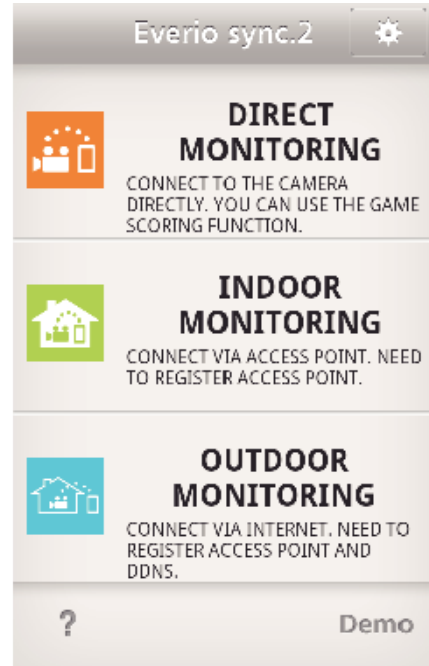 Everio sync.2
DIRECT
MONITORING
CONNECT TO THE CAMERA
DIRECTLY. YOU CAN USE THE GAME
SCORING FUNCTION.
INDOOR
MONITORING
CONNECT VIA ACCESS POINT. NEED
TO REGISTER ACCESS POINT.
OUTDOOR
MONITORING
CONNECT VIA INTERNET. NEED TO
REGISTER ACCESS POINT AND
DDNS.
? Demo